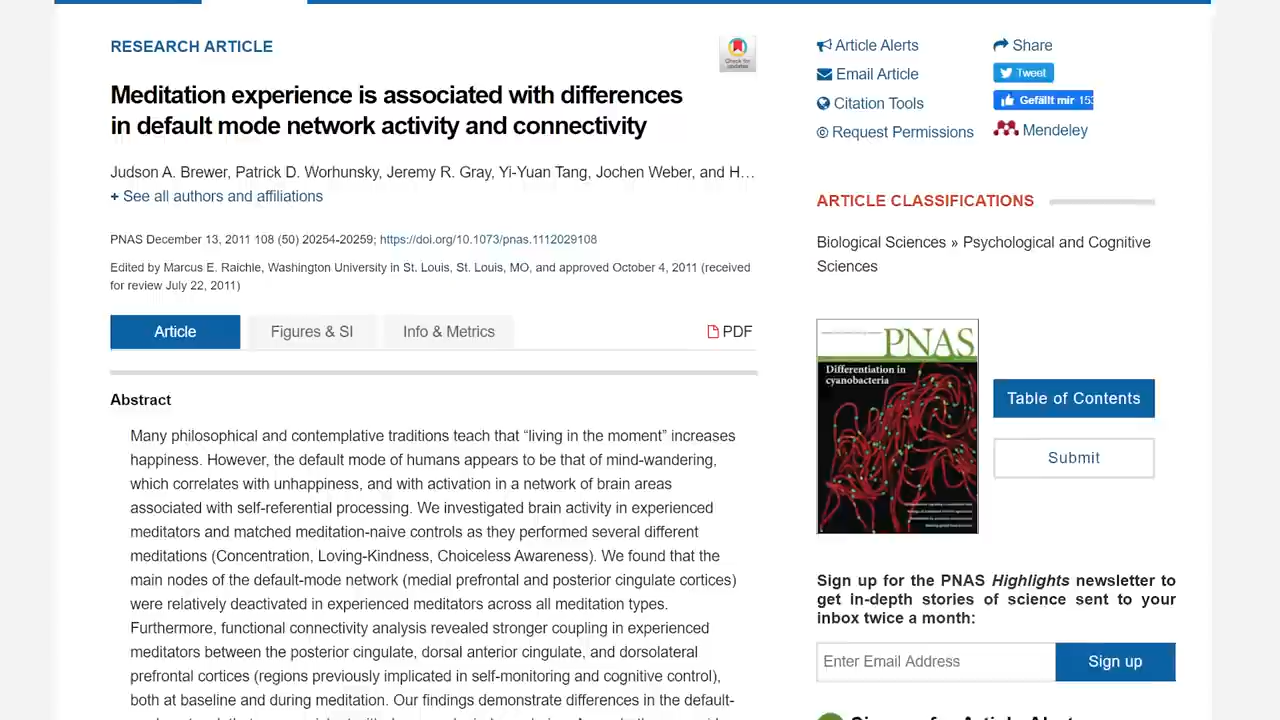 RESEARCH ARTICLE
Check for updates
Meditation experience is associated with differences
in default mode network activity and connectivity
Judson A. Brewer, Patrick D. Worhunsky, Jeremy R. Gray, Yi-Yuan Tang, Jochen Weber, and H…
+ See all authors and affiliations
PNAS December 13, 2011 108 (50) 20254-20259; https://doi.org/10.1073/pnas.1112029108
Edited by Marcus E. Raichle, Washington University in St. Louis, St. Louis, MO, and approved October 4, 2011 (received
for review July 22, 2011)
Article
Figures & SI
Info & Metrics
PDF
Abstract
Many philosophical and contemplative traditions teach that “living in the moment” increases
happiness. However, the default mode of humans appears to be that of mind-wandering,
which correlates with unhappiness, and with activation in a network of brain areas
associated with self-referential processing. We investigated brain activity in experienced
meditators and matched meditation-naive controls as they performed several different
meditations (Concentration, Loving-Kindness, Choiceless Awareness). We found that the
main nodes of the default-mode network (medial prefrontal and posterior cingulate cortices)
were relatively deactivated in experienced meditators across all meditation types.
Furthermore, functional connectivity analysis revealed stronger coupling in experienced
meditators between the posterior cingulate, dorsal anterior cingulate, and dorsolateral
prefrontal cortices (regions previously implicated in self-monitoring and cognitive control),
both at baseline and during meditation. Our findings demonstrate differences in the default-
Article Alerts
Share
Email Article
Tweet
Citation Tools
Gefällt mir 153
© Request Permissions
Mendeley
ARTICLE CLASSIFICATIONS
Biological Sciences » Psychological and Cognitive
Sciences
PNAS
Differentiation in
cyanobacteria
Table of Contents
Submit
Sign up for the PNAS Highlights newsletter to
get in-depth stories of science sent to your
inbox twice a month:
Enter Email Address
Sign up